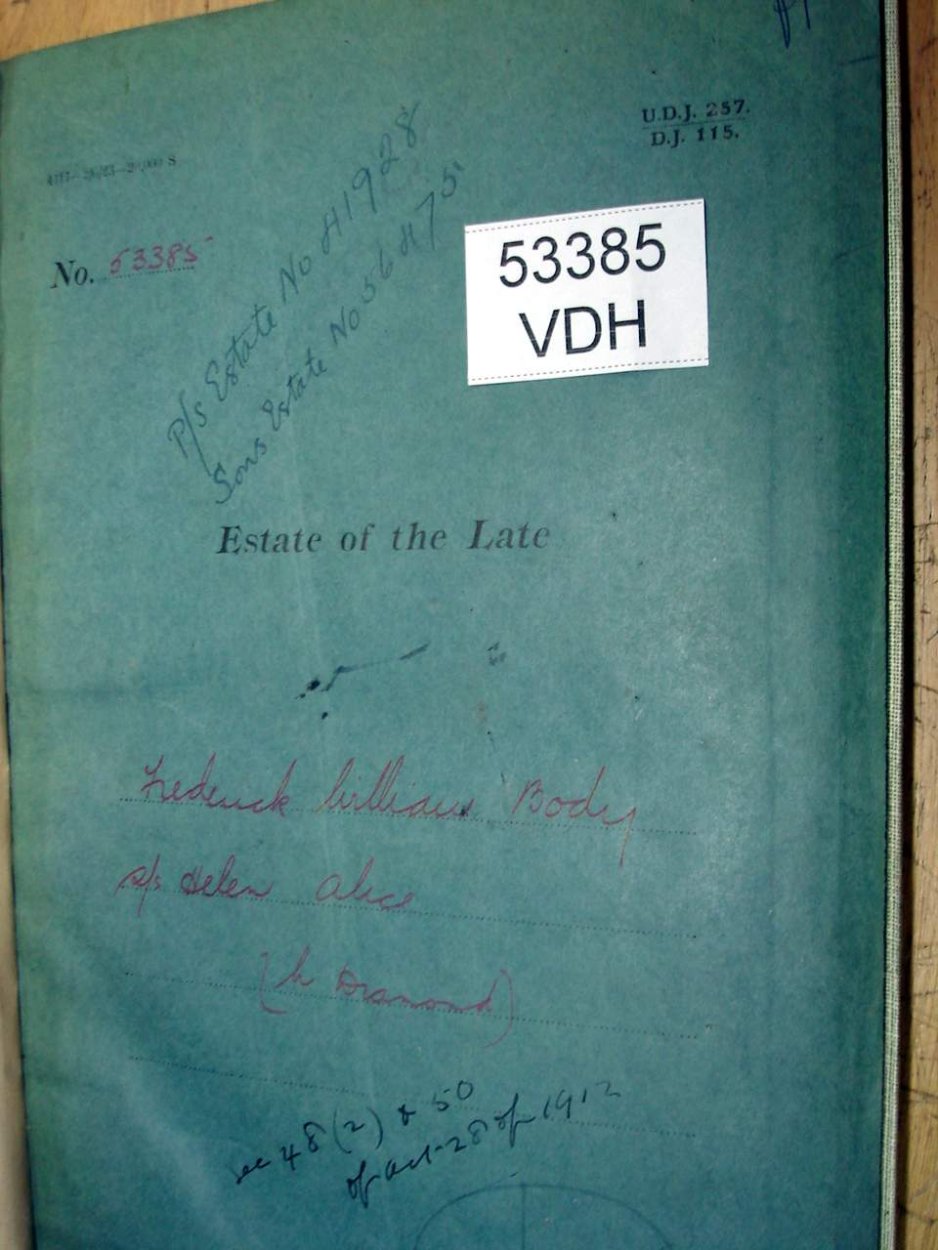 U.D.J. 257.
D.J. 115.
No. 53385
p/s Estate No 41928
Sons Estate No 56475
53385
VDH
Estate of the Late
Frederick William Body
s/s Helen Alice
(b Dramond)
sec 48(2) & 50
of act 28 of 1912